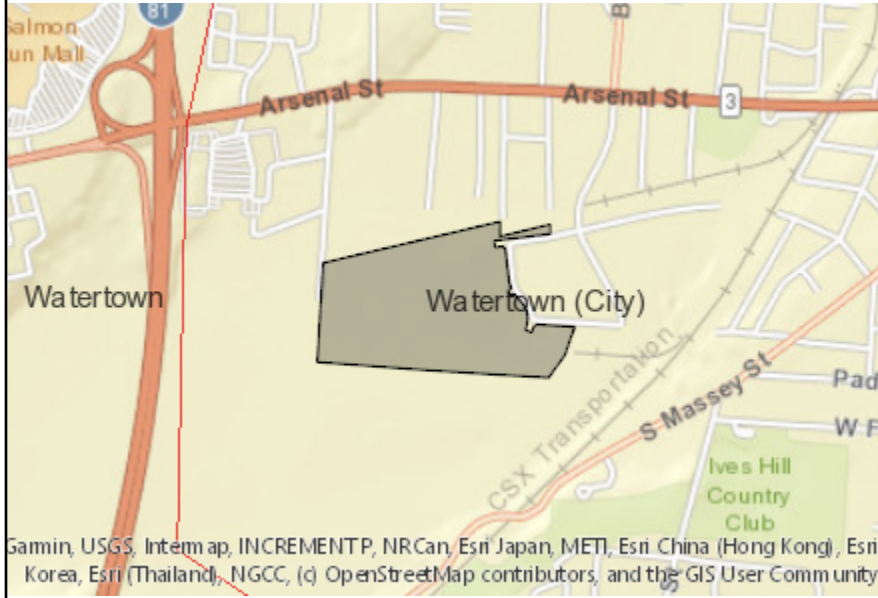 81
Salmon
un Mall
B
Arsenal St
Arsenal St
3
Watertown
Watertown (City)
CSX Transportation
S Massey St
Pad
W F
Ives Hill
Country
Club
S
Garmin, USGS, Intermap, INCREMENT P, NRCan, Esri Japan, METI, Esri China (Hong Kong), Esri
Korea, Esri (Thailand), NGCC, (c) OpenStreetMap contributors, and the GIS User Community